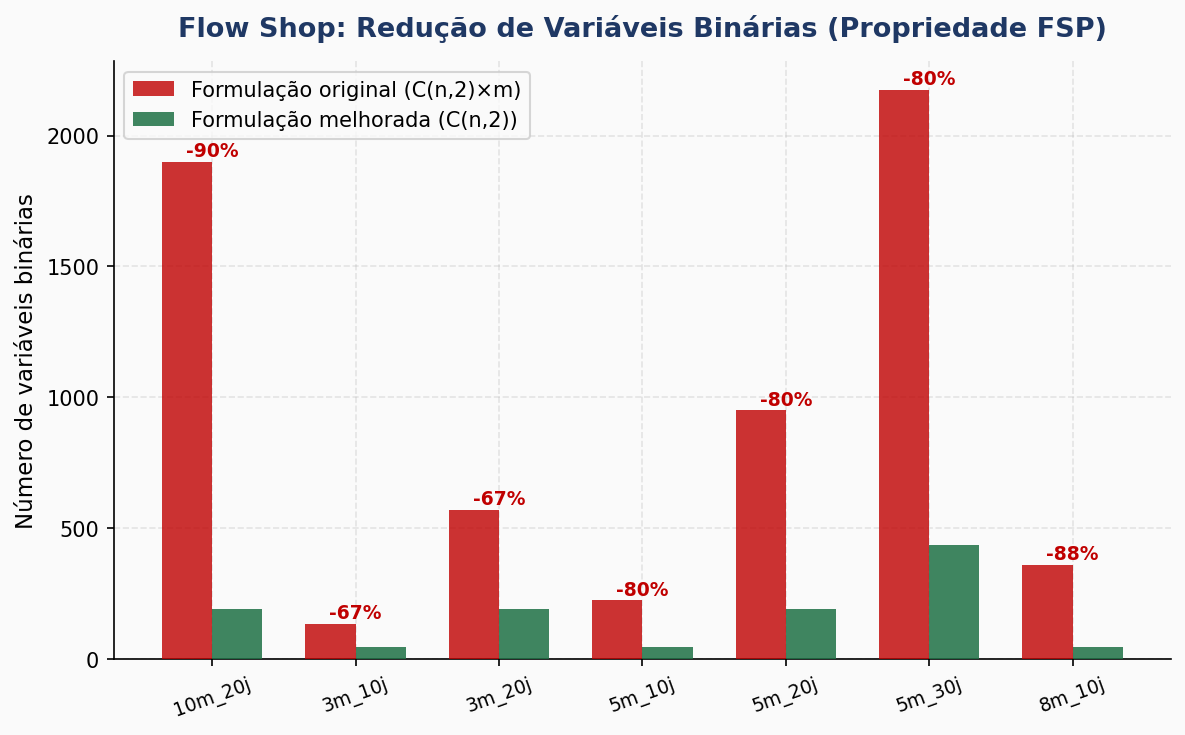 Flow Shop: Redução de Variáveis Binárias (Propriedade FSP)
Formulação original (C(n,2)×m)
Formulação melhorada (C(n,2))
Número de variáveis binárias
2000
1500
1000
500
0
-90%
-67%
-67%
-80%
-80%
-80%
-88%
10m_20j
3m_10j
3m_20j
5m_10j
5m_20j
5m_30j
8m_10j